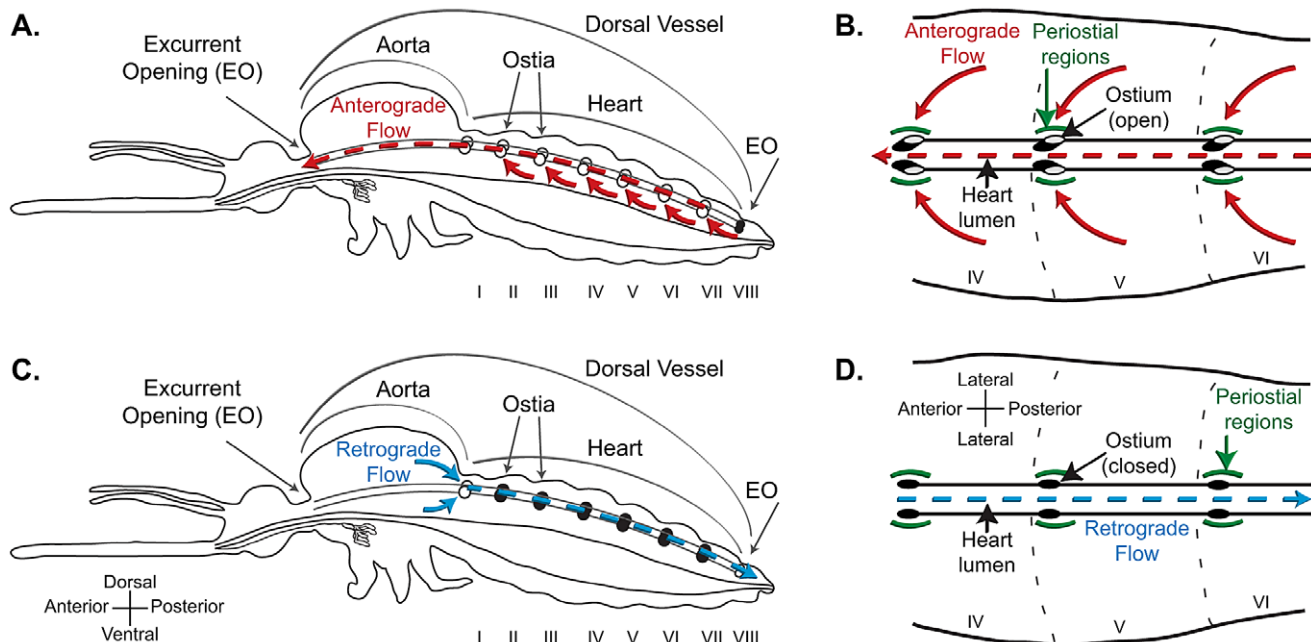 A.
Dorsal Vessel
Excurrent
Opening (EO)
Aorta
Ostia
Heart
Anterograde
Flow
EO
I II III IV V VI VII VIII
B.
Anterograde
Flow
Periostial
regions
Ostium
(open)
Heart
lumen
IV V VI
C.
Dorsal Vessel
Excurrent
Opening (EO)
Aorta
Ostia
Heart
Retrograde
Flow
EO
Dorsal
Anterior Posterior
Ventral
I II III IV V VI VII VIII
D.
Lateral
Anterior Posterior
Lateral
Periostial
regions
Ostium
(closed)
Heart
lumen
Retrograde
Flow
IV V VI